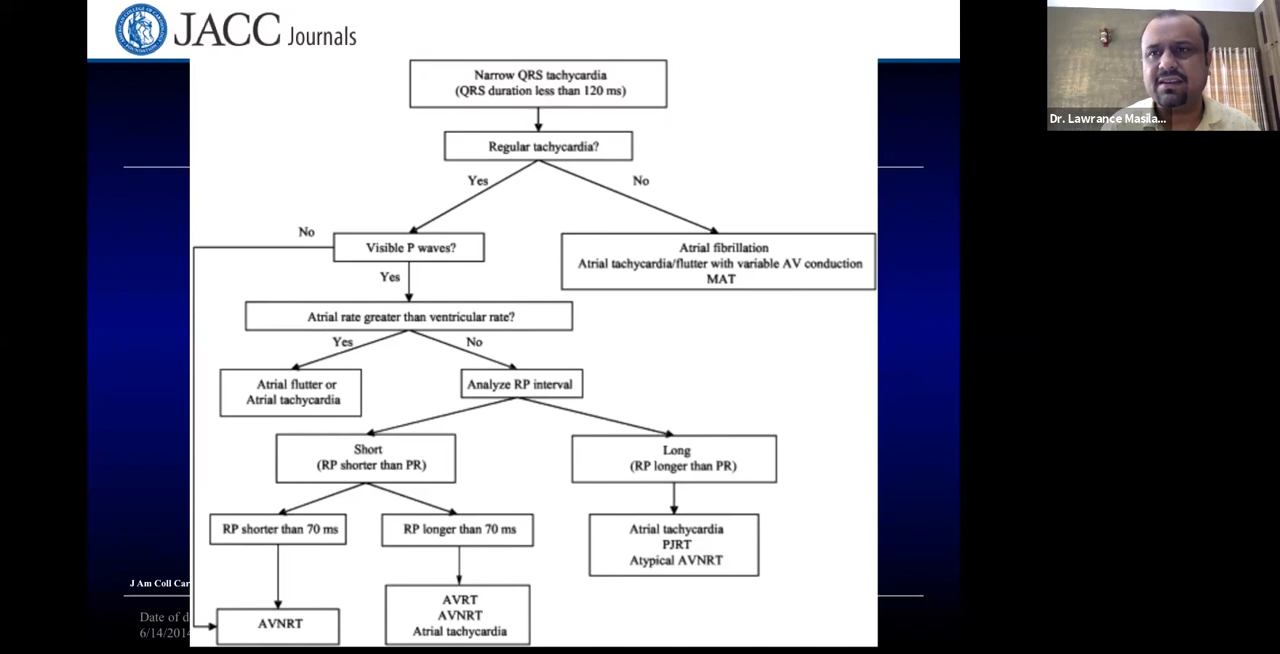 JACC Journals
Dr. Lawrance Masila...
Narrow QRS tachycardia
(QRS duration less than 120 ms)
Regular tachycardia?
Yes
No
No
Visible P waves?
Yes
Atrial fibrillation
Atrial tachycardia/flutter with variable AV conduction
MAT
Atrial rate greater than ventricular rate?
Yes
No
Atrial flutter or
Atrial tachycardia
Analyze RP interval
Short
(RP shorter than PR)
Long
(RP longer than PR)
RP shorter than 70 ms
RP longer than 70 ms
Atrial tachycardia
PJRT
Atypical AVNRT
AVNRT
AVRT
AVNRT
Atrial tachycardia
J Am Coll Car
Date of d
6/14/2014